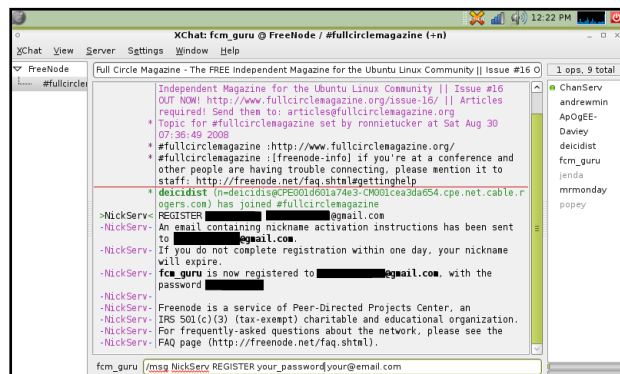 12:22 PM
XChat: fcm_guru @ FreeNode / #fullcirclemagazine (+n)
XChat View Server Settings Window Help
FreeNode
#fullcircler
Full Circle Magazine - The FREE Independent Magazine for the Ubuntu Linux Community || Issue #16 O
1 ops, 9 total
Independent Magazine for the Ubuntu Linux Community || Issue #16
OUT NOW! http://www.fullcirclemagazine.org/issue-16/ || Articles
required! Send them to: articles@fullcirclemagazine.org
* Topic for #fullcirclemagazine set by ronnietucker at Sat Aug 30
07:36:49 2008
* #fullcirclemagazine :http://www.fullcirclemagazine.org/
* #fullcirclemagazine :[freenode-info] if you're at a conference and
other people are having trouble connecting, please mention it to
staff: http://freenode.net/faq.shtml#gettinghelp
* deicidist (n=deicidis@CPE001d601a74e3-CM001cea3da654.cpe.net.cable.r
ogers.com) has joined #fullcirclemagazine
>NickServ< REGISTER @gmail.com
-NickServ- An email containing nickname activation instructions has been sent
to @gmail.com.
-NickServ- If you do not complete registration within one day, your nickname
will expire.
-NickServ- fcm_guru is now registered to @gmail.com, with the
password
-NickServ-
-NickServ- Freenode is a service of Peer-Directed Projects Center, an
-NickServ- IRS 501(c)(3) (tax-exempt) charitable and educational organization.
-NickServ- For frequently-asked questions about the network, please see the
-NickServ- FAQ page (http://freenode.net/faq.shtml).
ChanServ
andrewmin
ApOgEE-
Daviey
deicidist
fcm_guru
jenda
mrmonday
popey
fcm_guru /msg NickServ REGISTER your_password your@email.com